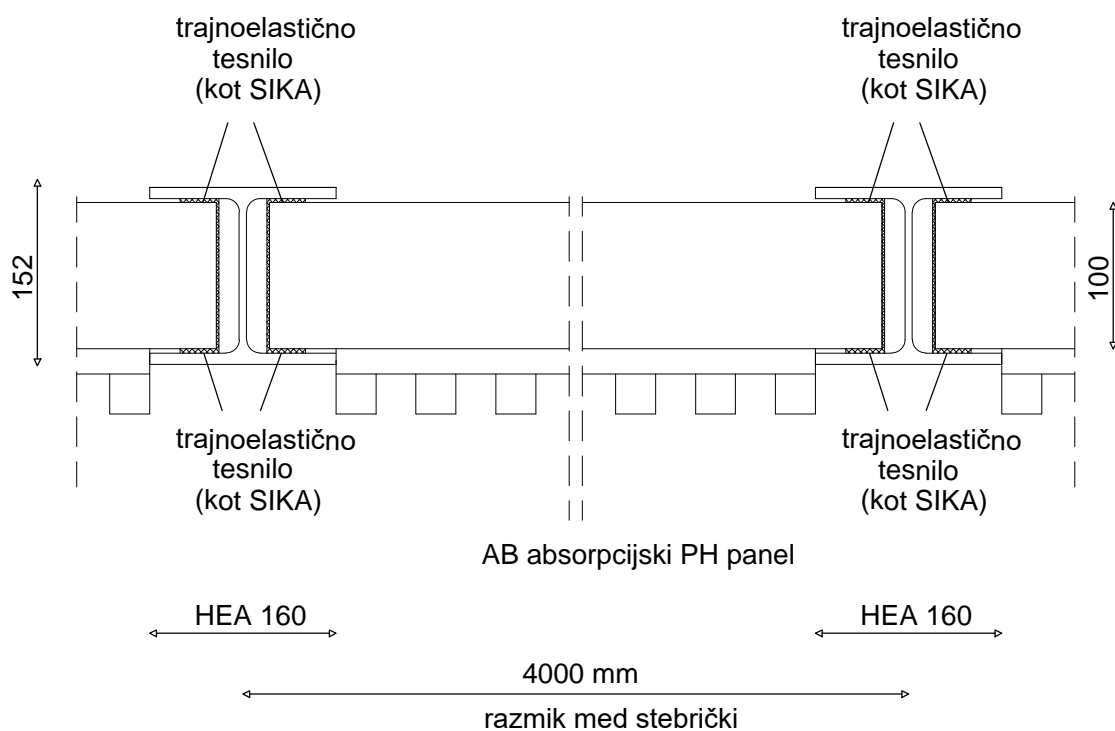 trajnoelastično
tesnilo
(kot SIKA)
trajnoelastično
tesnilo
(kot SIKA)
152
100
trajnoelastično
tesnilo
(kot SIKA)
trajnoelastično
tesnilo
(kot SIKA)
AB absorpcijski PH panel
HEA 160
HEA 160
4000 mm
razmik med stebrički